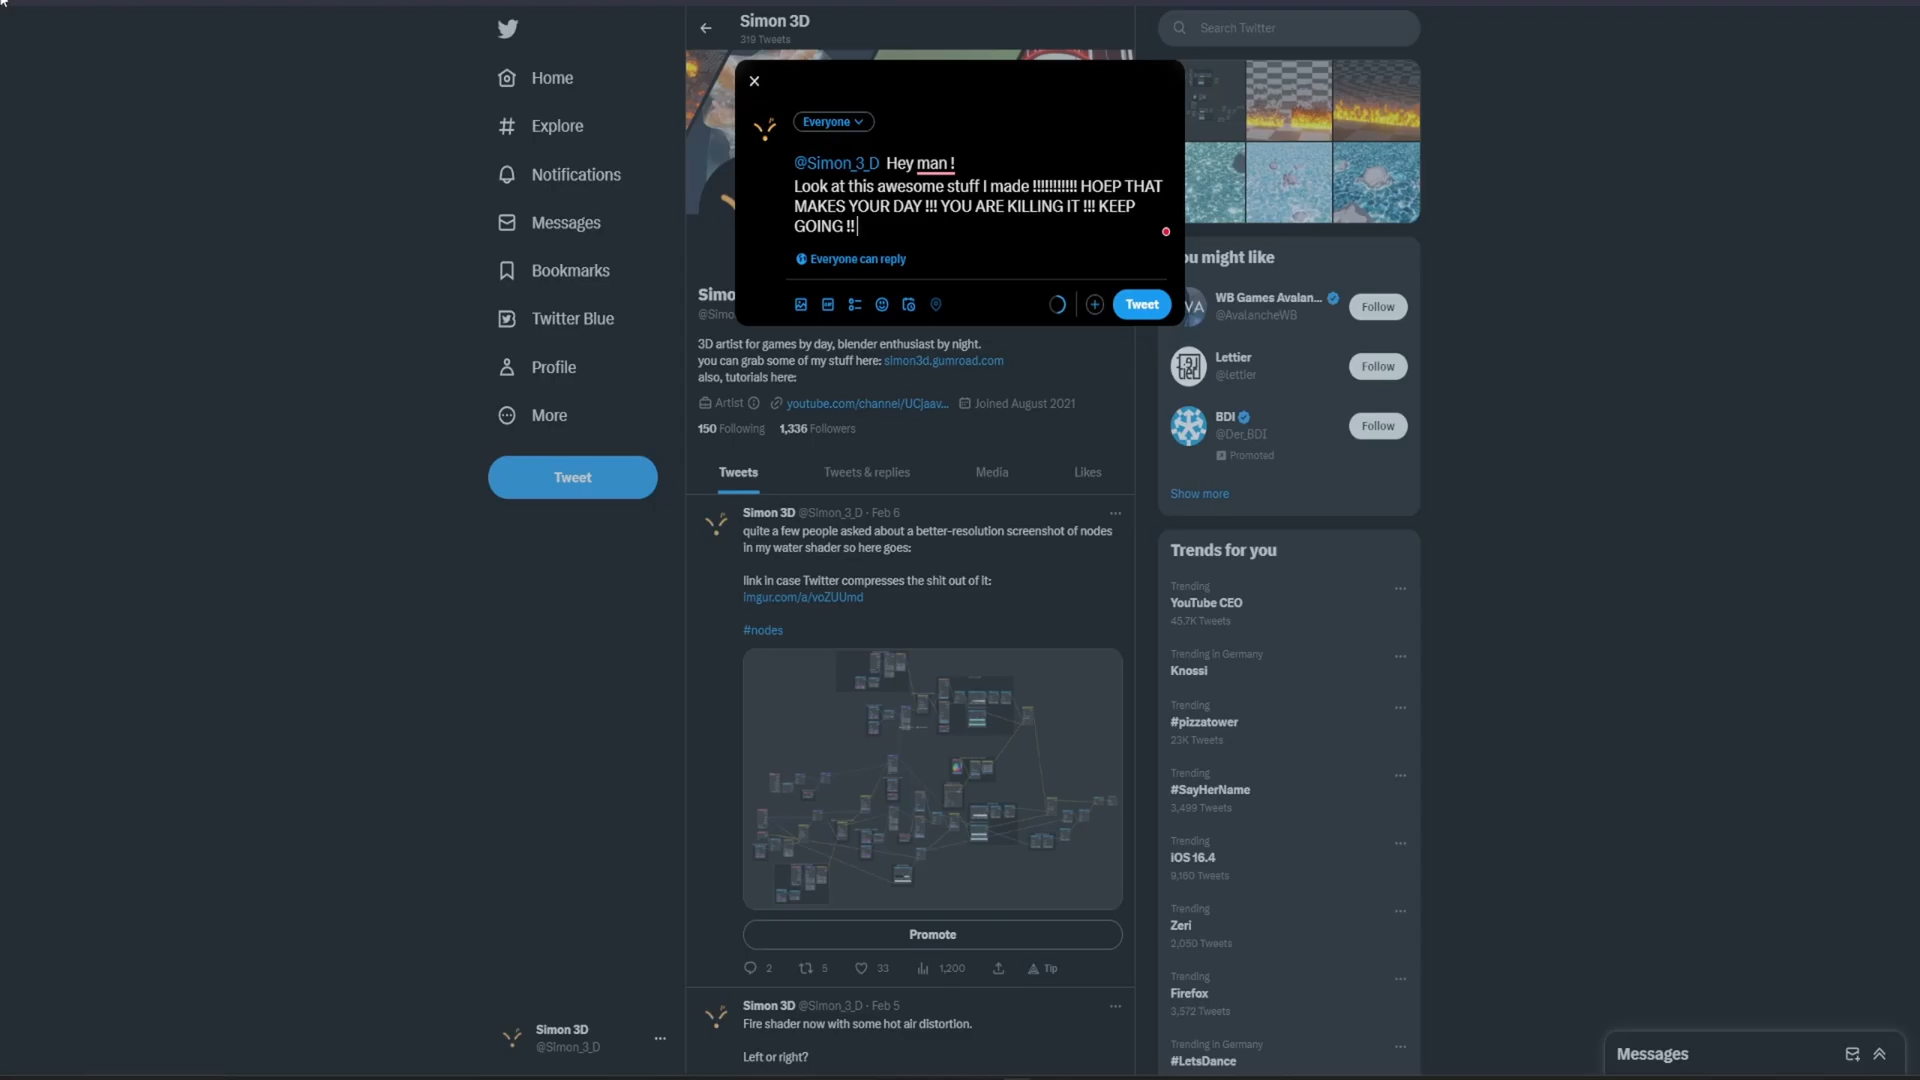 Home
Explore
Notifications
Messages
Bookmarks
Twitter Blue
Profile
More
Tweet
Simon 3D
@Simon_3_D
Simon 3D
319 Tweets
Everyone
@Simon_3_D Hey man !
Look at this awesome stuff I made !!!!!!!!!!! HOEP THAT
MAKES YOUR DAY !!! YOU ARE KILLING IT !!! KEEP
GOING !!
Everyone can reply
Tweet
Simo
@Simo
3D artist for games by day, blender enthusiast by night.
you can grab some of my stuff here: simon3d.gumroad.com
also, tutorials here:
Artist youtube.com/channel/UCjaav... Joined August 2021
150 Following 1,336 Followers
Tweets Tweets & replies Media Likes
Simon 3D @Simon_3_D · Feb 6
quite a few people asked about a better-resolution screenshot of nodes
in my water shader so here goes:
link in case Twitter compresses the shit out of it:
imgur.com/a/voZUUmd
#nodes
Promote
2 5 33 1,200 Tip
Simon 3D @Simon_3_D · Feb 5
Fire shader now with some hot air distortion.
Left or right?
Search Twitter
ou might like
WB Games Avalan...
@AvalancheWB
Follow
VA
Lettier
@lettier
Follow
BDI
@Der_BDI
Follow
Promoted
Show more
Trends for you
Trending
YouTube CEO
45.7K Tweets
Trending in Germany
Knossi
Trending
#pizzatower
23K Tweets
Trending
#SayHerName
3,499 Tweets
Trending
iOS 16.4
9,160 Tweets
Trending
Zeri
2,050 Tweets
Trending
Firefox
3,572 Tweets
Trending in Germany
#LetsDance
Messages